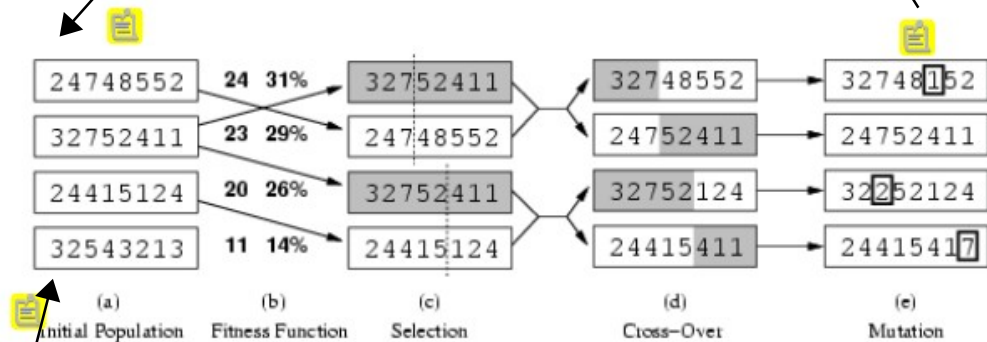 24748552 24 31% 32752411 32748552 32748152
32752411 23 29% 24748552 24752411 24752411
24415124 20 26% 32752411 32752124 32252124
32543213 11 14% 24415124 24415411 24415417
(a) (b) (c) (d) (e)
Initial Population Fitness Function Selection Cross-Over Mutation